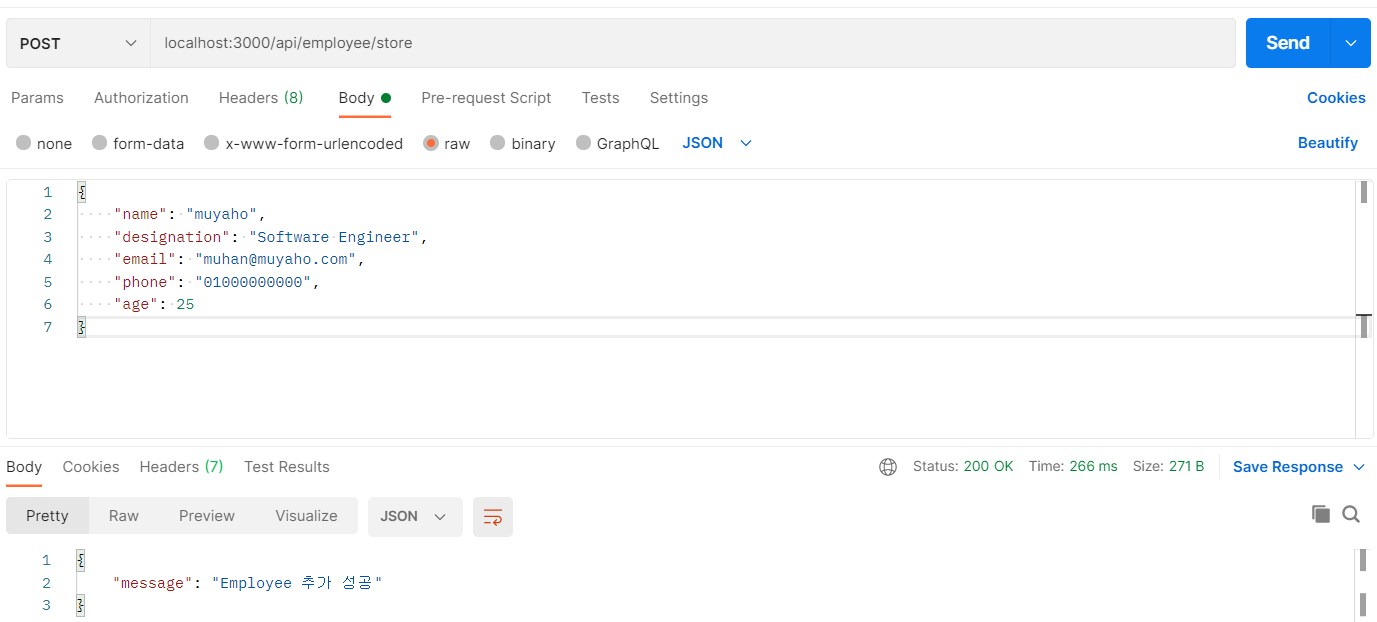 POST localhost:3000/api/employee/store Send
Params Authorization Headers (8) Body Pre-request Script Tests Settings Cookies
none form-data x-www-form-urlencoded raw binary GraphQL JSON Beautify
1 {
2 ····"name":·"muyaho",
3 ····"designation":·"Software·Engineer",
4 ····"email":·"muhan@muyaho.com",
5 ····"phone":·"01000000000",
6 ····"age":·25
7 }
Body Cookies Headers (7) Test Results Status: 200 OK Time: 266 ms Size: 271 B Save Response
Pretty Raw Preview Visualize JSON
1 {
2 "message": "Employee 추가 성공"
3 }